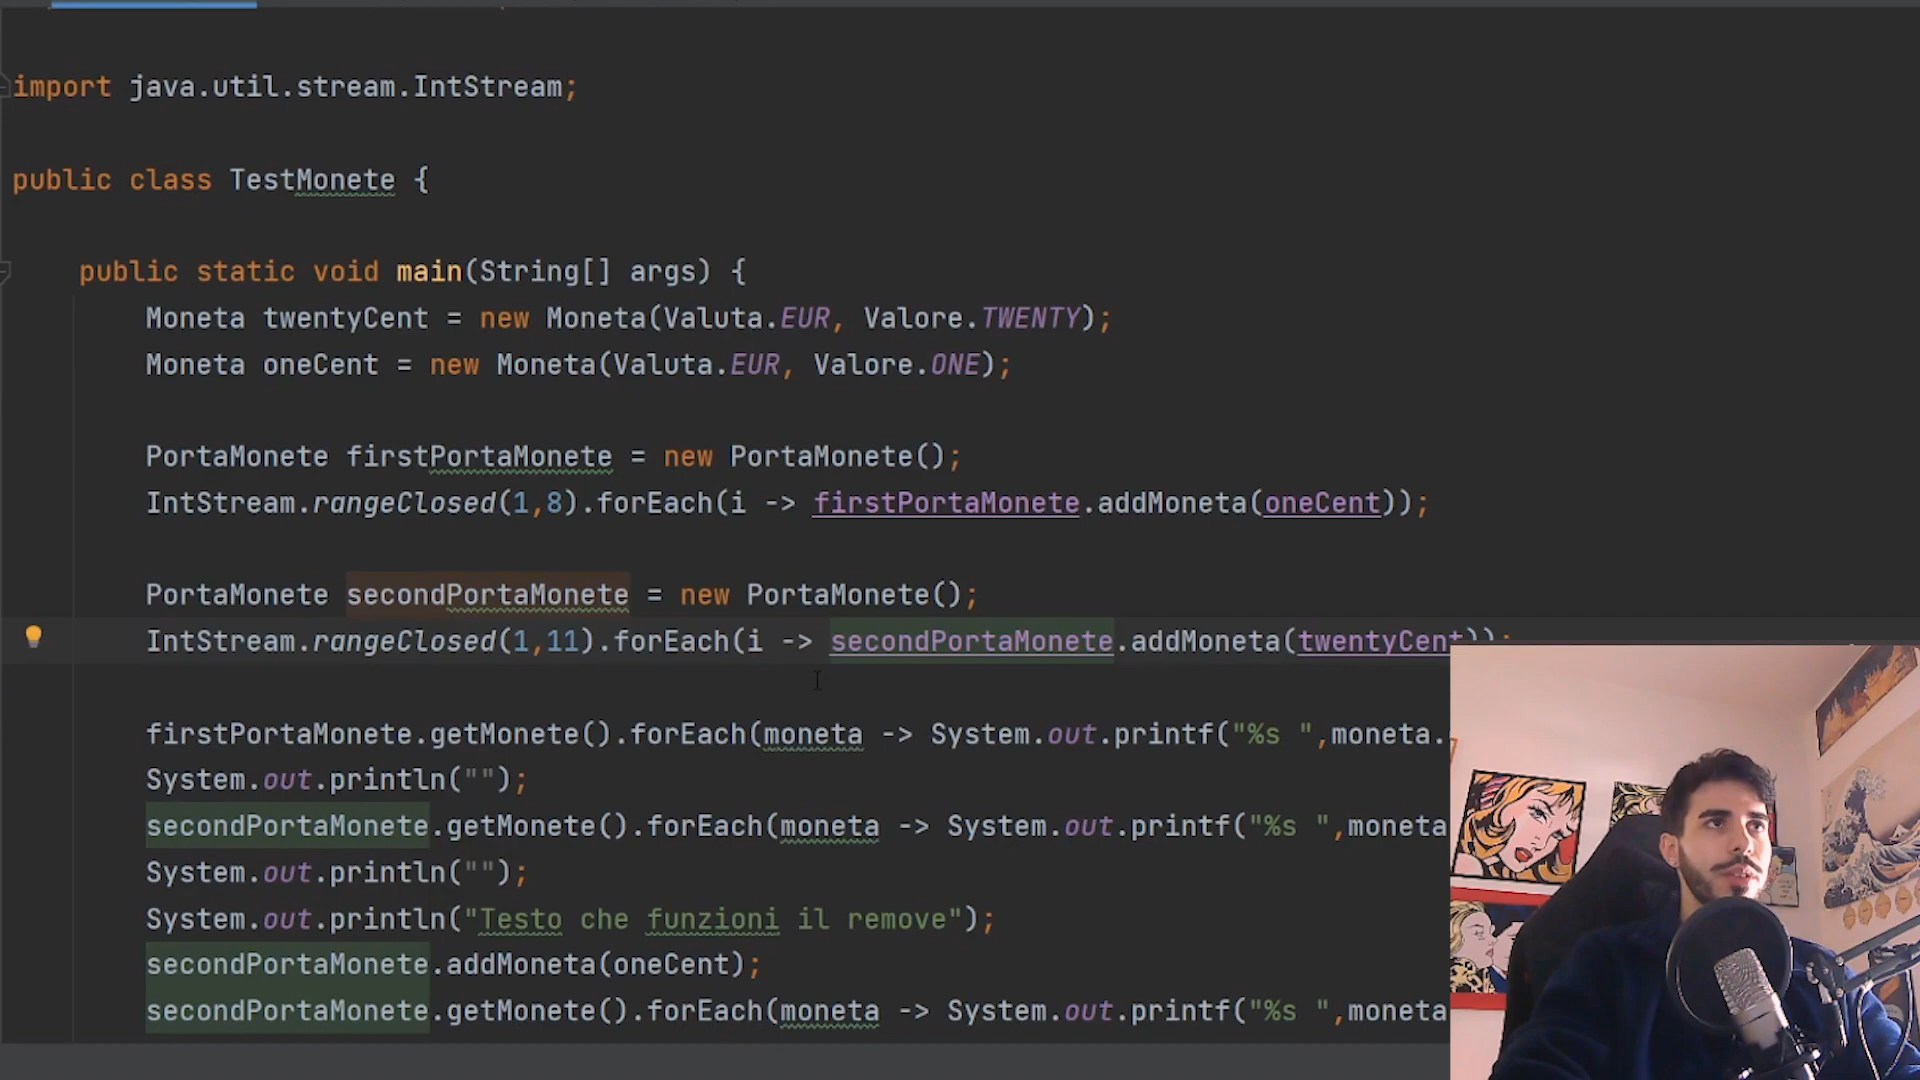 import java.util.stream.IntStream;
public class TestMonete {
public static void main(String[] args) {
Moneta twentyCent = new Moneta(Valuta.EUR, Valore.TWENTY);
Moneta oneCent = new Moneta(Valuta.EUR, Valore.ONE);
PortaMonete firstPortaMonete = new PortaMonete();
IntStream.rangeClosed(1,8).forEach(i -> firstPortaMonete.addMoneta(oneCent));
PortaMonete secondPortaMonete = new PortaMonete();
IntStream.rangeClosed(1,11).forEach(i -> secondPortaMonete.addMoneta(twentyCent));
firstPortaMonete.getMonete().forEach(moneta -> System.out.printf("%s ",moneta.
System.out.println("");
secondPortaMonete.getMonete().forEach(moneta -> System.out.printf("%s ",moneta
System.out.println("");
System.out.println("Testo che funzioni il remove");
secondPortaMonete.addMoneta(oneCent);
secondPortaMonete.getMonete().forEach(moneta -> System.out.printf("%s ",moneta